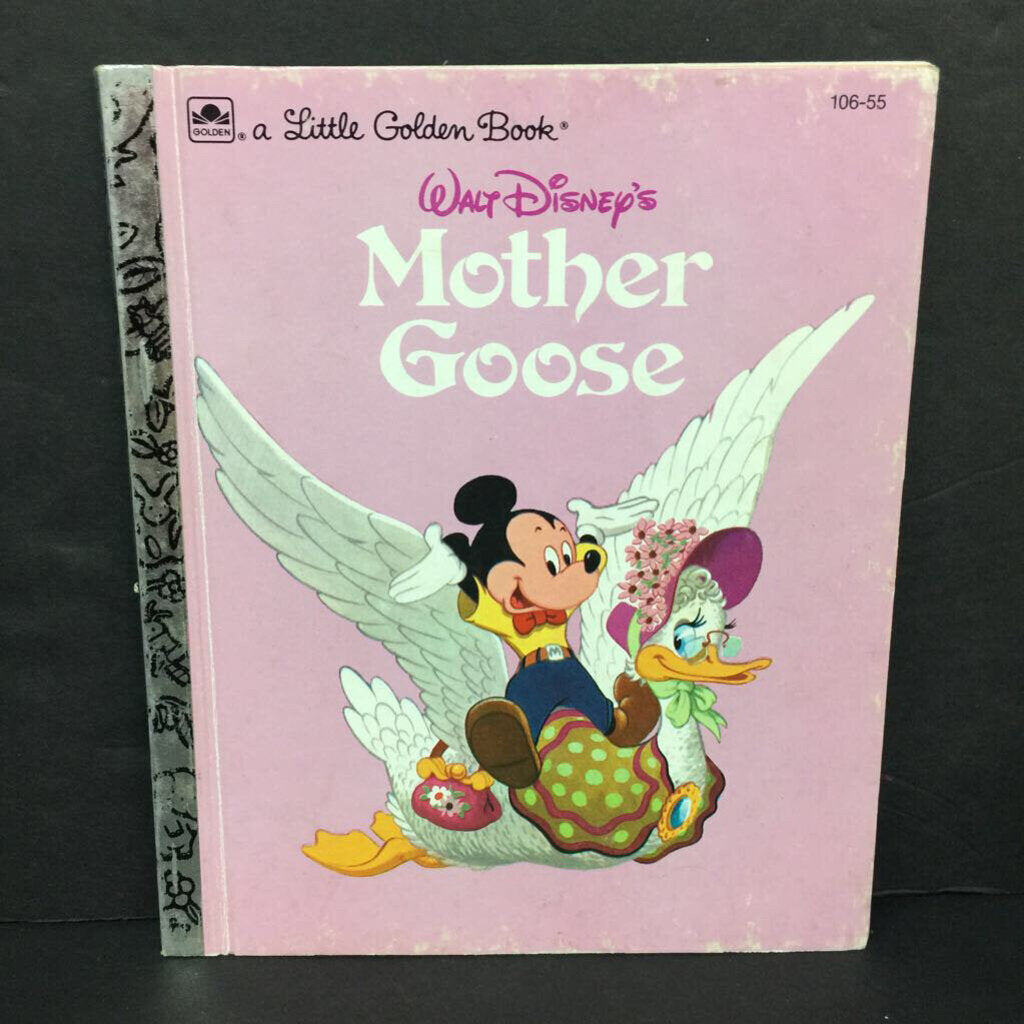 GOLDEN
® a Little Golden Book®
106-55
WALT DISNEY'S
Mother
Goose
M